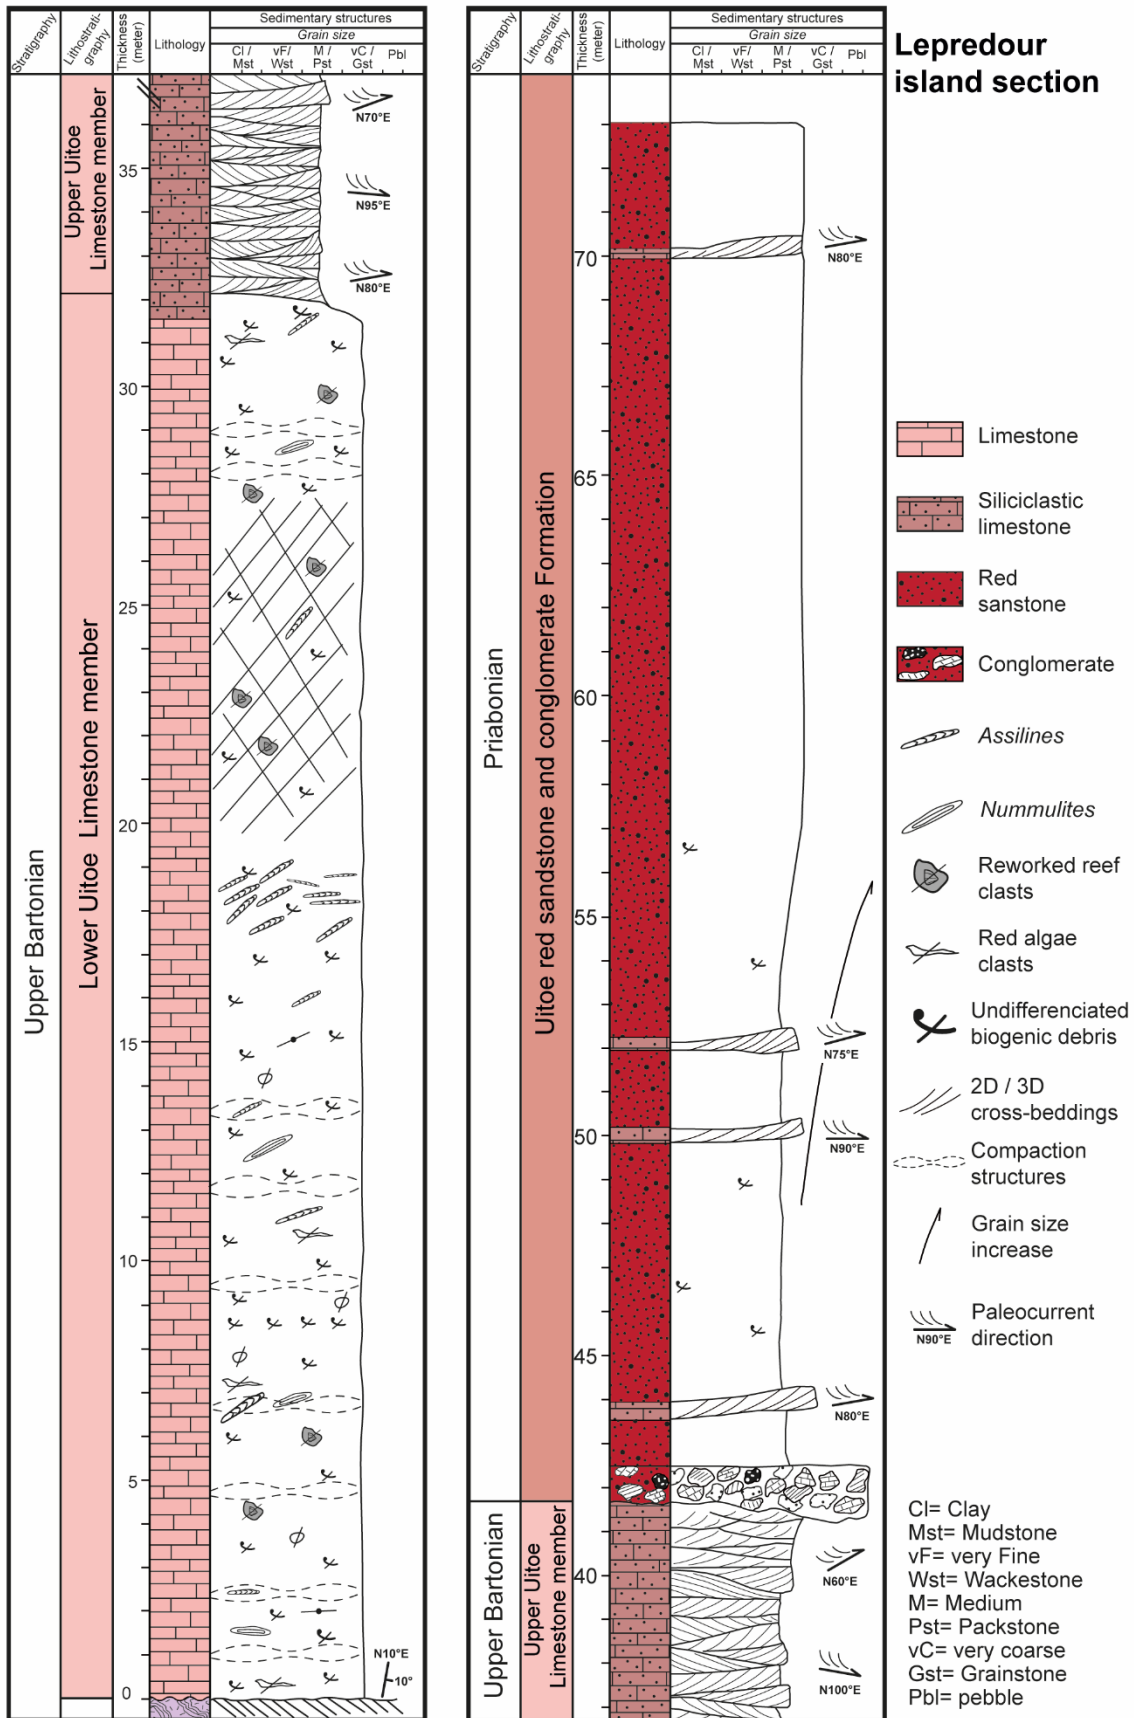 Stratigraphy
Lithostrati-
graphy
Thickness
(meter)
Lithology
Sedimentary structures
Grain size
Cl /
Mst
vF/
Wst
M /
Pst
vC /
Gst
Pbl
Upper Bartonian
Upper Uitoe
Limestone member
Lower Uitoe Limestone member
35
30
25
20
15
10
5
0
N70°E
N95°E
N80°E
N10°E
10°
Stratigraphy
Lithostrati-
graphy
Thickness
(meter)
Lithology
Sedimentary structures
Grain size
Cl /
Mst
vF/
Wst
M /
Pst
vC /
Gst
Pbl
Priabonian
Upper Bartonian
Uitoe red sandstone and conglomerate Formation
Upper Uitoe
Limestone member
70
65
60
55
50
45
40
N80°E
N75°E
N90°E
N80°E
N60°E
N100°E
Lepredour
island section
Limestone
Siliciclastic
limestone
Red
sanstone
Conglomerate
Assilines
Nummulites
Reworked reef
clasts
Red algae
clasts
Undifferenciated
biogenic debris
2D / 3D
cross-beddings
Compaction
structures
Grain size
increase
Paleocurrent
direction
N90°E
Cl= Clay
Mst= Mudstone
vF= very Fine
Wst= Wackestone
M= Medium
Pst= Packstone
vC= very coarse
Gst= Grainstone
Pbl= pebble